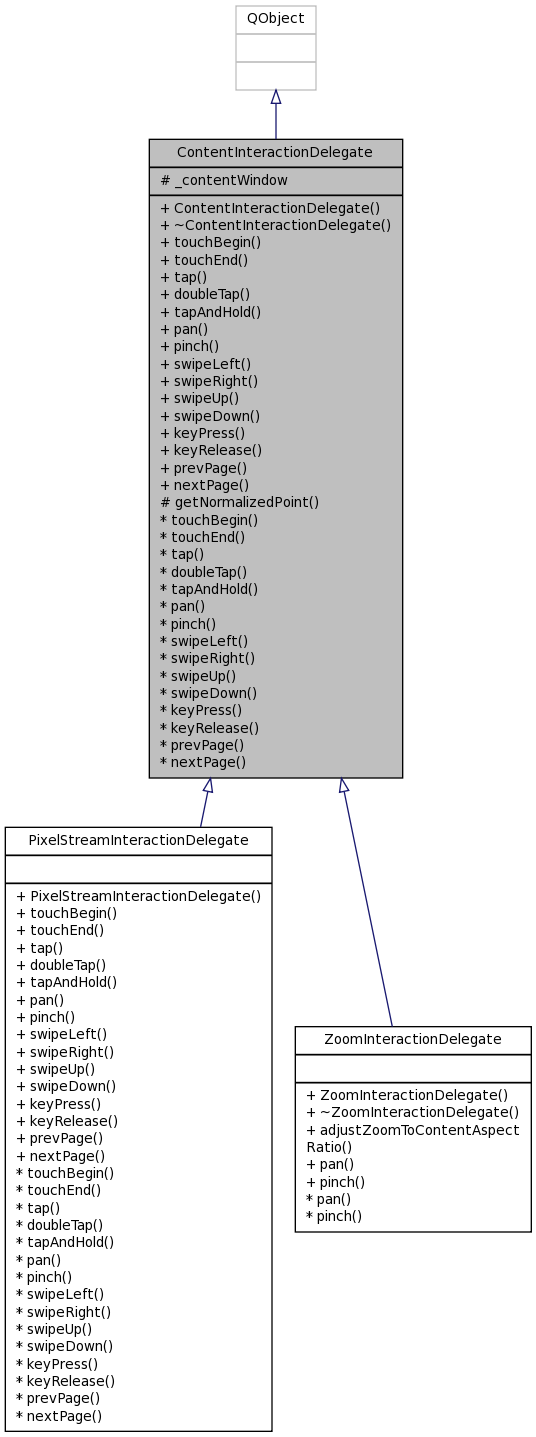 QObject
ContentInteractionDelegate
# _contentWindow
+ ContentInteractionDelegate()
+ ~ContentInteractionDelegate()
+ touchBegin()
+ touchEnd()
+ tap()
+ doubleTap()
+ tapAndHold()
+ pan()
+ pinch()
+ swipeLeft()
+ swipeRight()
+ swipeUp()
+ swipeDown()
+ keyPress()
+ keyRelease()
+ prevPage()
+ nextPage()
# getNormalizedPoint()
* touchBegin()
* touchEnd()
* tap()
* doubleTap()
* tapAndHold()
* pan()
* pinch()
* swipeLeft()
* swipeRight()
* swipeUp()
* swipeDown()
* keyPress()
* keyRelease()
* prevPage()
* nextPage()
PixelStreamInteractionDelegate
+ PixelStreamInteractionDelegate()
+ touchBegin()
+ touchEnd()
+ tap()
+ doubleTap()
+ tapAndHold()
+ pan()
+ pinch()
+ swipeLeft()
+ swipeRight()
+ swipeUp()
+ swipeDown()
+ keyPress()
+ keyRelease()
+ prevPage()
+ nextPage()
* touchBegin()
* touchEnd()
* tap()
* doubleTap()
* tapAndHold()
* pan()
* pinch()
* swipeLeft()
* swipeRight()
* swipeUp()
* swipeDown()
* keyPress()
* keyRelease()
* prevPage()
* nextPage()
ZoomInteractionDelegate
+ ZoomInteractionDelegate()
+ ~ZoomInteractionDelegate()
+ adjustZoomToContentAspect
Ratio()
+ pan()
+ pinch()
* pan()
* pinch()